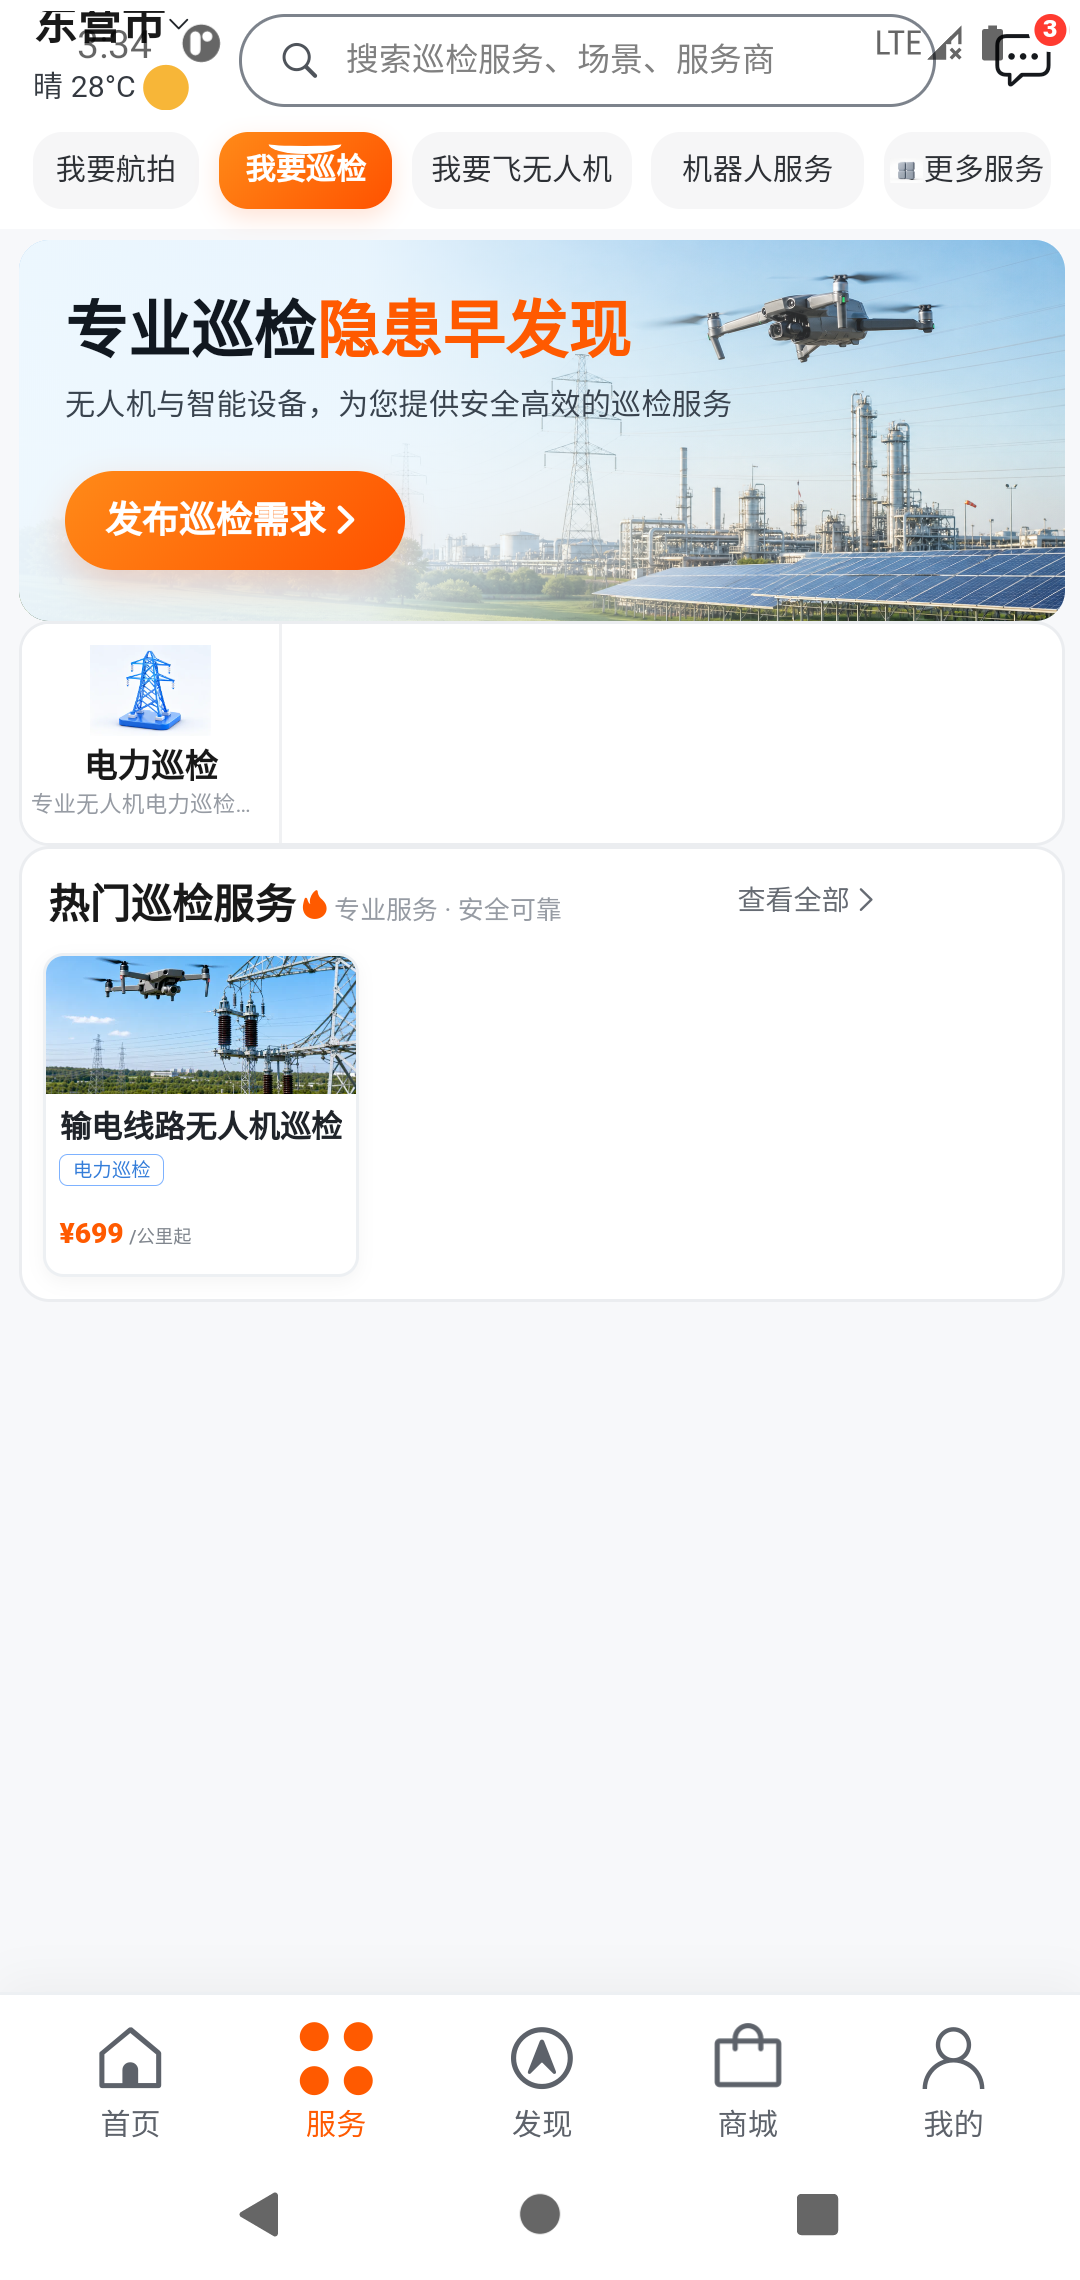 东营市
3:34
LTE
搜索巡检服务、场景、服务商
3
晴 28°C
我要航拍
我要巡检
我要飞无人机
机器人服务
更多服务
专业巡检隐患早发现
无人机与智能设备，为您提供安全高效的巡检服务
发布巡检需求
电力巡检
专业无人机电力巡检...
热门巡检服务
专业服务 · 安全可靠
查看全部
输电线路无人机巡检
电力巡检
¥699 /公里起
首页
服务
发现
商城
我的